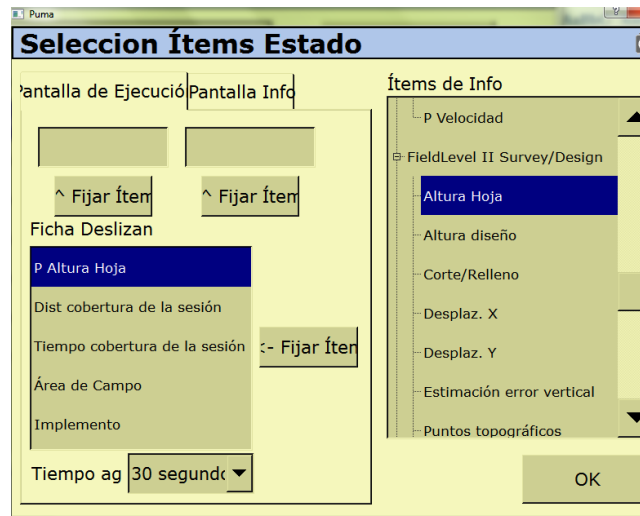 Puma
Seleccion Ítems Estado
Pantalla de Ejecució
Pantalla Info
^ Fijar Ítem
^ Fijar Ítem
Ficha Deslizan
P Altura Hoja
Dist cobertura de la sesión
Tiempo cobertura de la sesión
Área de Campo
Implemento
<- Fijar Íten
Tiempo ag
30 segundo
Ítems de Info
P Velocidad
FieldLevel II Survey/Design
Altura Hoja
Altura diseño
Corte/Relleno
Desplaz. X
Desplaz. Y
Estimación error vertical
Puntos topográficos
OK